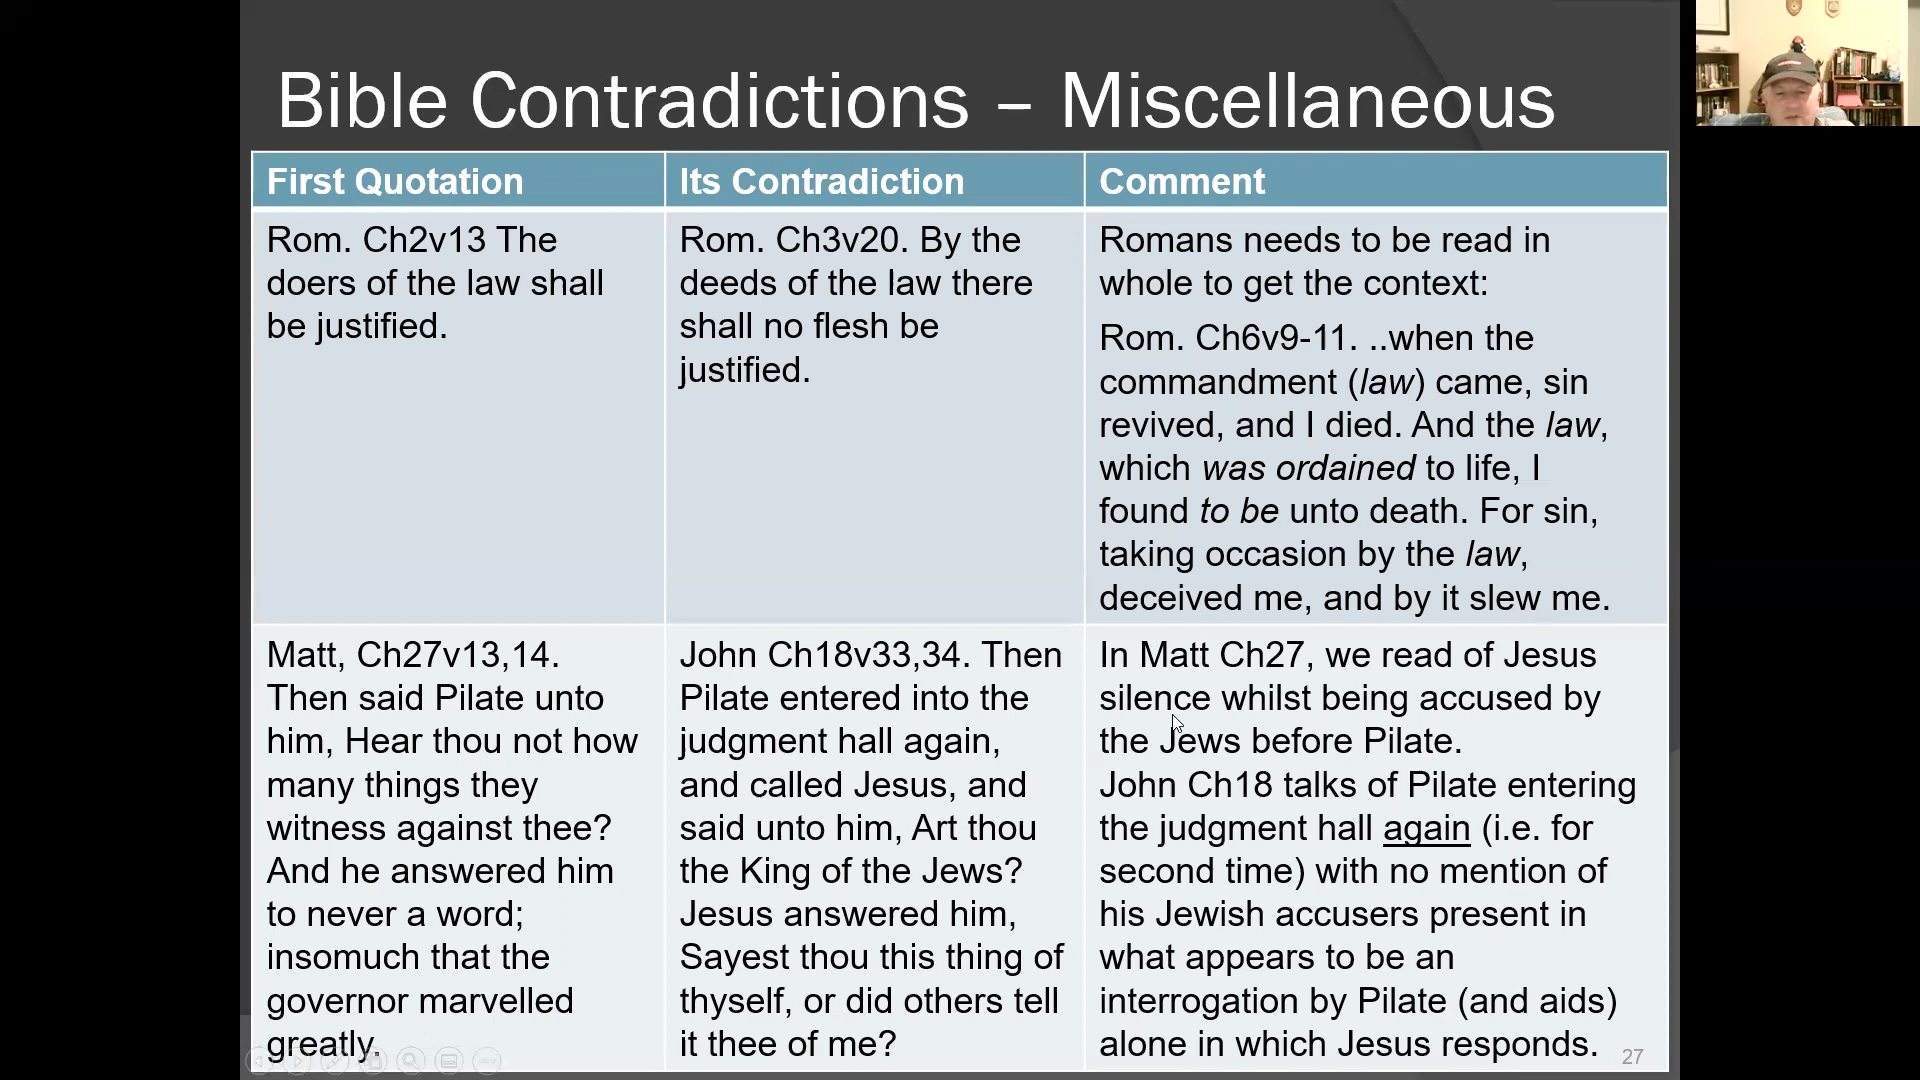 Bible Contradictions – Miscellaneous
First Quotation
Its Contradiction
Comment
Rom. Ch2v13 The
doers of the law shall
be justified.
Rom. Ch3v20. By the
deeds of the law there
shall no flesh be
justified.
Romans needs to be read in
whole to get the context:
Rom. Ch6v9-11. ..when the
commandment (law) came, sin
revived, and I died. And the law,
which was ordained to life, I
found to be unto death. For sin,
taking occasion by the law,
deceived me, and by it slew me.
Matt, Ch27v13,14.
Then said Pilate unto
him, Hear thou not how
many things they
witness against thee?
And he answered him
to never a word;
insomuch that the
governor marvelled
greatly.
John Ch18v33,34. Then
Pilate entered into the
judgment hall again,
and called Jesus, and
said unto him, Art thou
the King of the Jews?
Jesus answered him,
Sayest thou this thing of
thyself, or did others tell
it thee of me?
In Matt Ch27, we read of Jesus
silence whilst being accused by
the Jews before Pilate.
John Ch18 talks of Pilate entering
the judgment hall again (i.e. for
second time) with no mention of
his Jewish accusers present in
what appears to be an
interrogation by Pilate (and aids)
alone in which Jesus responds.
27